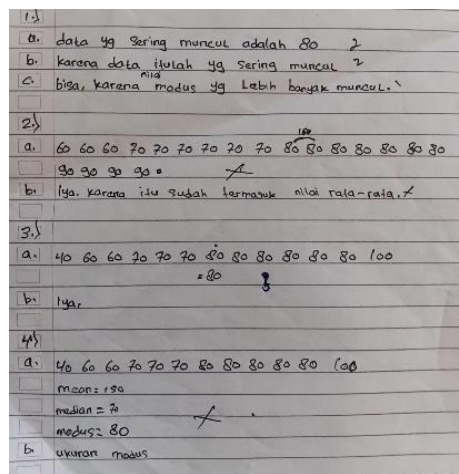 1.)
a. data yg sering muncul adalah 80 2
b. karena data itulah yg sering muncul 2
nilai
c. bisa, karena modus yg lebih banyak muncul.
2.)
160
a. 60 60 60 70 70 70 70 70 70 80 80 80 80 80 80 80
90 90 90 90
b. Iya. karena itu sudah termasuk nilai rata-rata.
3.)
a. 40 60 60 70 70 70 80 80 80 80 80 80 80 100
= 80
b. Iya,
4.)
a. 40 60 60 70 70 70 80 80 80 80 80 80 100
mean = 150
median = 70
modus = 80
b. ukuran modus